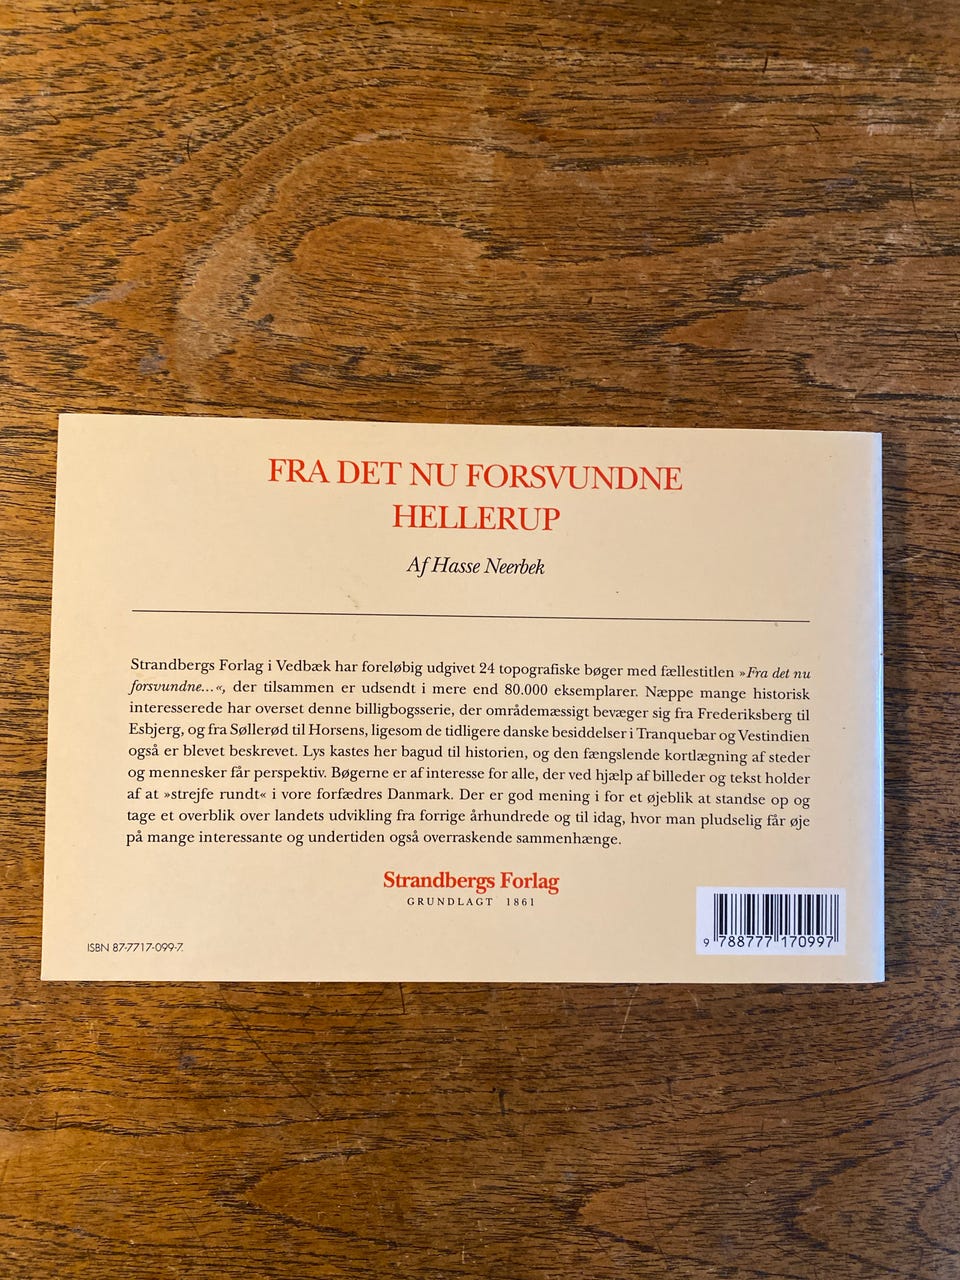 FRA DET NU FORSVUNDNE
HELLERUP
Af Hasse Neerbek
Strandbergs Forlag i Vedbæk har foreløbig udgivet 24 topografiske bøger med fællestitlen »Fra det nu
forsvundne...«, der tilsammen er udsendt i mere end 80.000 eksemplarer. Næppe mange historisk
interesserede har overset denne billigbogsserie, der områdemæssigt bevæger sig fra Frederiksberg til
Esbjerg, og fra Søllerød til Horsens, ligesom de tidligere danske besiddelser i Tranquebar og Vestindien
også er blevet beskrevet. Lys kastes her bagud til historien, og den fængslende kortlægning af steder
og mennesker får perspektiv. Bøgerne er af interesse for alle, der ved hjælp af billeder og tekst holder
af at »strejfe rundt« i vore forfædres Danmark. Der er god mening i for et øjeblik at standse op og
tage et overblik over landets udvikling fra forrige århundrede og til idag, hvor man pludselig får øje
på mange interessante og undertiden også overraskende sammenhænge.
Strandbergs Forlag
GRUNDLAGT 1861
ISBN 87-7717-099-7.
9 788777 170997